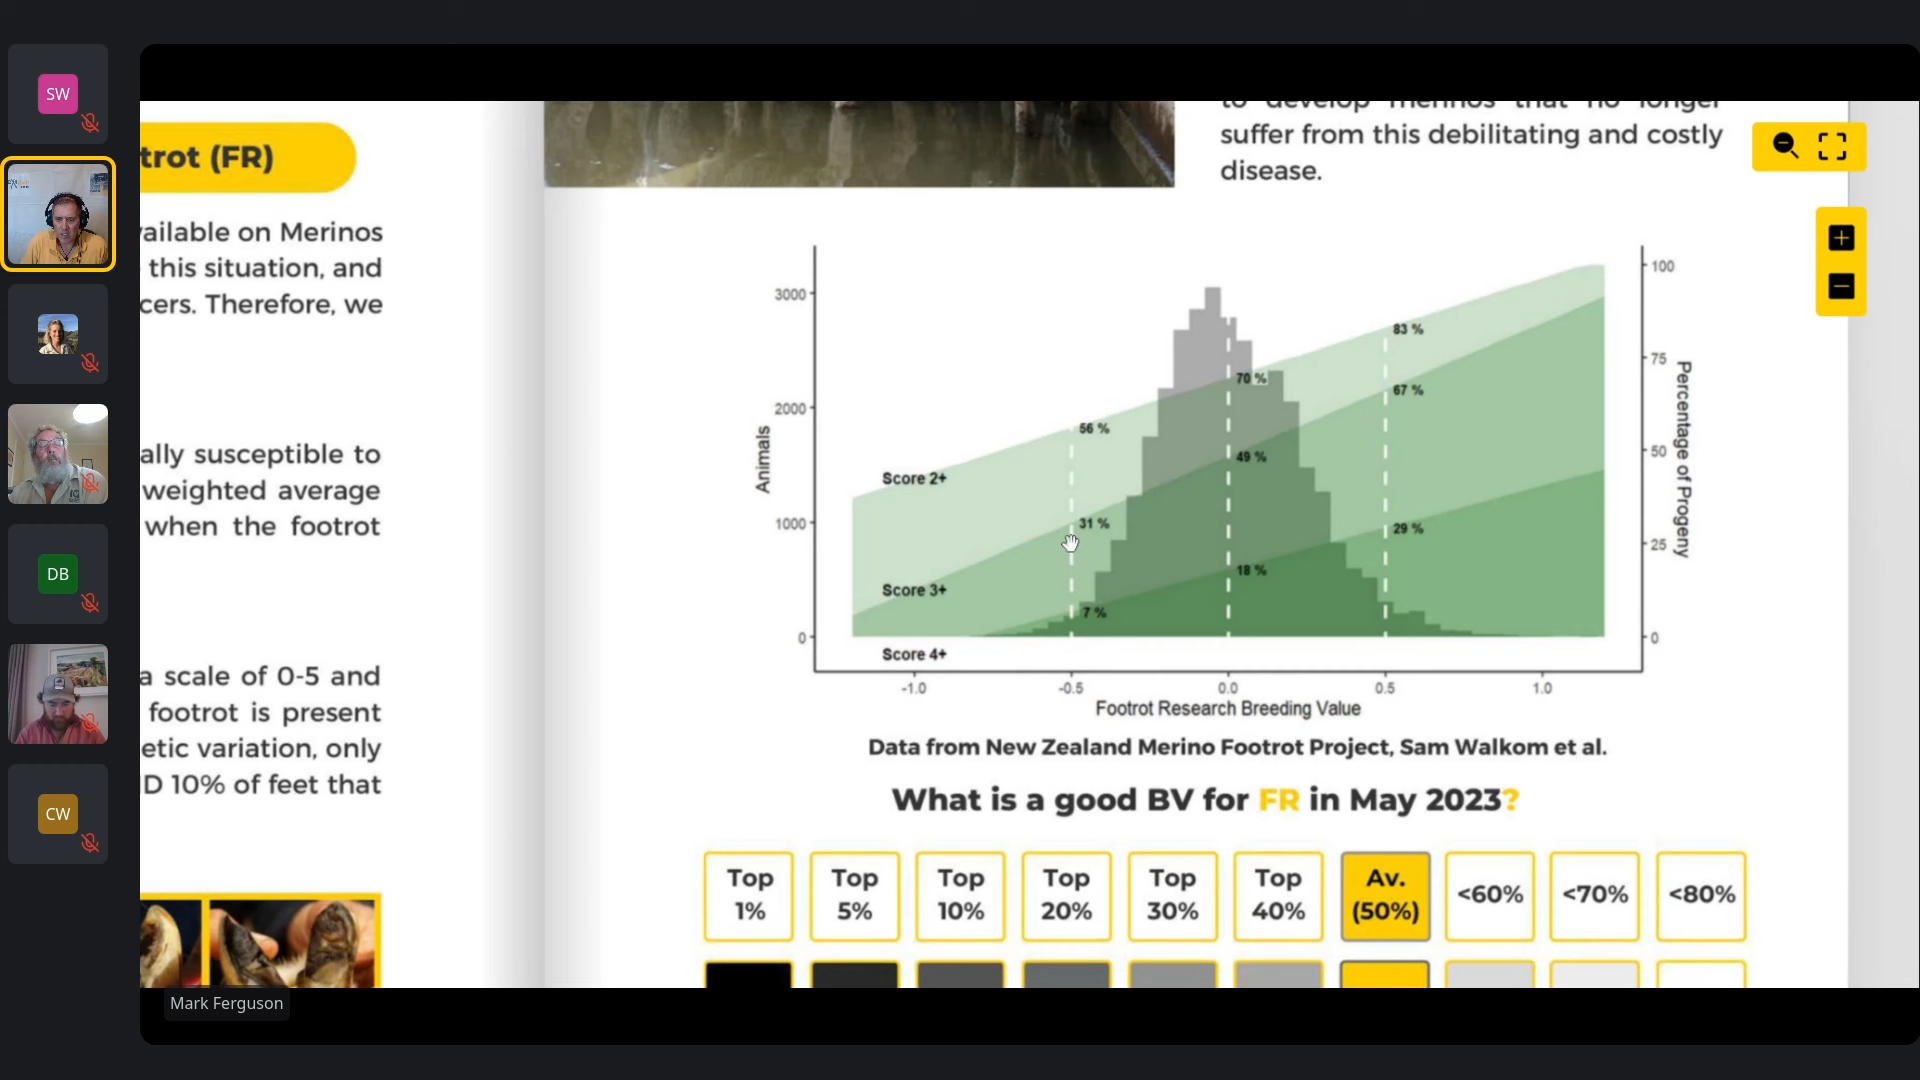 SW
DB
CW
trot (FR)
ailable on Merinos
this situation, and
cers. Therefore, we
ally susceptible to
weighted average
when the footrot
a scale of 0-5 and
footrot is present
etic variation, only
D 10% of feet that
Mark Ferguson
to develop merinos that no longer
suffer from this debilitating and costly
disease.
3000
2000
1000
0
Animals
100
75
50
25
0
Percentage of Progeny
Score 2+
Score 3+
Score 4+
56 %
31 %
7 %
70 %
49 %
18 %
83 %
67 %
29 %
-1.0
-0.5
0.0
0.5
1.0
Footrot Research Breeding Value
Data from New Zealand Merino Footrot Project, Sam Walkom et al.
What is a good BV for FR in May 2023?
Top 1%
Top 5%
Top 10%
Top 20%
Top 30%
Top 40%
Av. (50%)
<60%
<70%
<80%